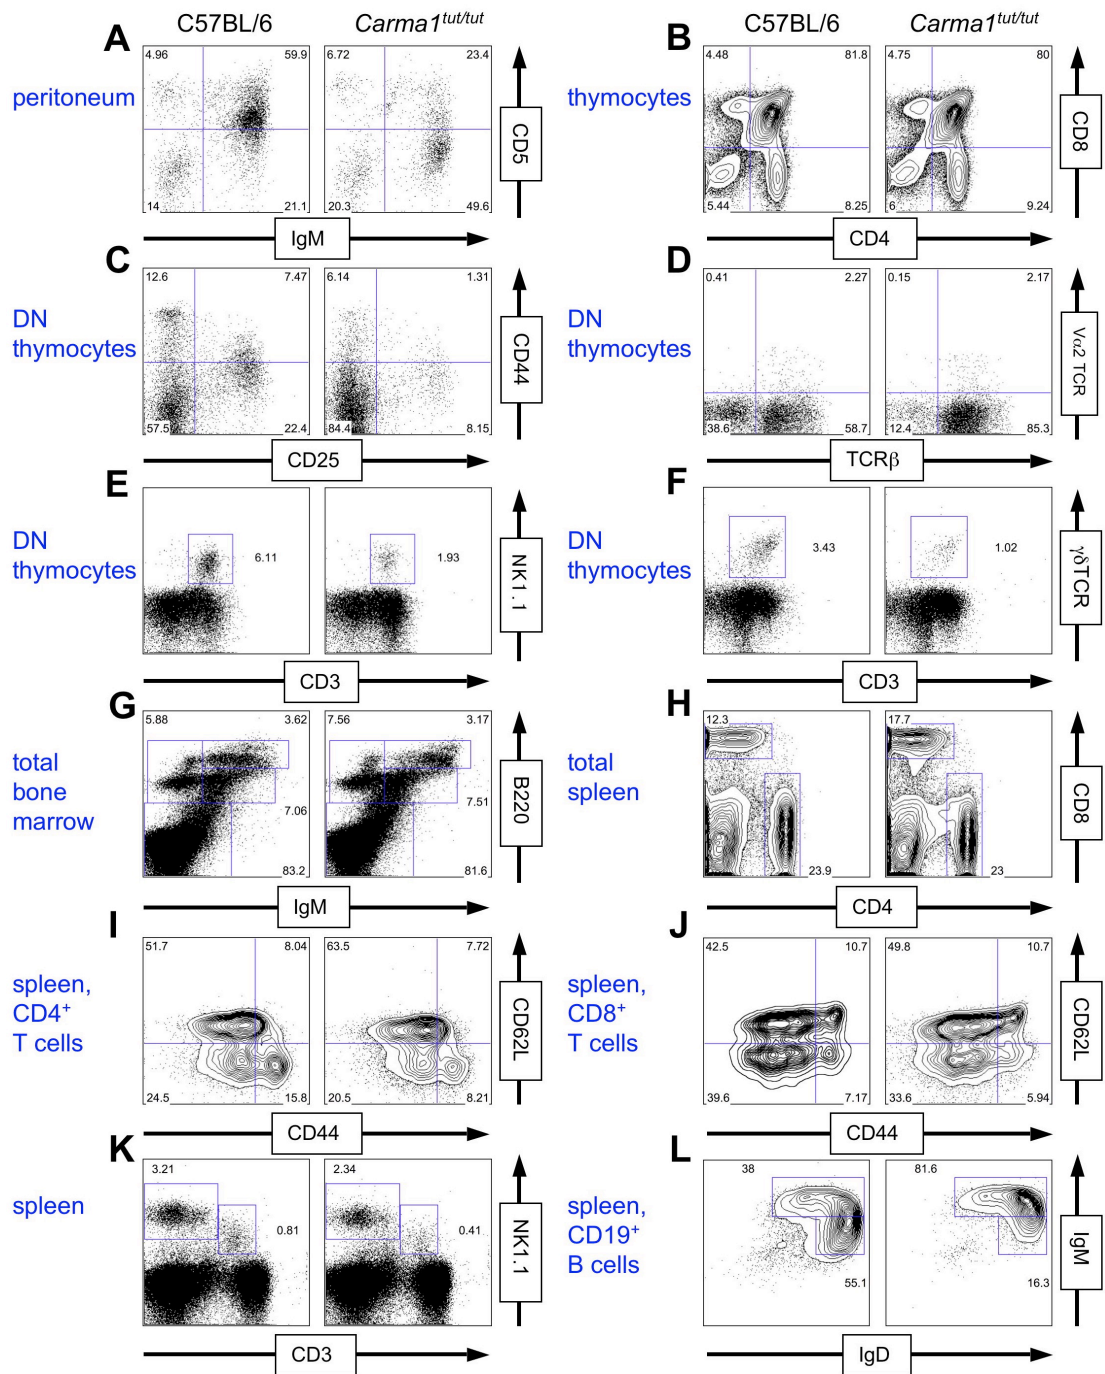 C57BL/6 Carma1tut/tut C57BL/6 Carma1tut/tut
A
peritoneum
4.96 59.9
14 21.1
6.72 23.4
20.3 49.6
CD5
IgM
B
thymocytes
4.48 81.8
5.44 8.25
4.75 80
6 9.24
CD8
CD4
C
DN
thymocytes
12.6 7.47
57.5 22.4
6.14 1.31
84.4 8.15
CD44
CD25
D
DN
thymocytes
0.41 2.27
38.6 58.7
0.15 2.17
12.4 85.3
Vα2 TCR
TCRβ
E
DN
thymocytes
6.11
1.93
NK1.1
CD3
F
DN
thymocytes
3.43
1.02
γδTCR
CD3
G
total
bone
marrow
5.88 3.62
7.06
83.2
7.56 3.17
7.51
81.6
B220
IgM
H
total
spleen
12.3
23.9
17.7
23
CD8
CD4
I
spleen,
CD4+
T cells
51.7 8.04
24.5 15.8
63.5 7.72
20.5 8.21
CD62L
CD44
J
spleen,
CD8+
T cells
42.5 10.7
39.6 7.17
49.8 10.7
33.6 5.94
CD62L
CD44
K
spleen
3.21
0.81
2.34
0.41
NK1.1
CD3
L
spleen,
CD19+
B cells
38
55.1
81.6
16.3
IgM
IgD